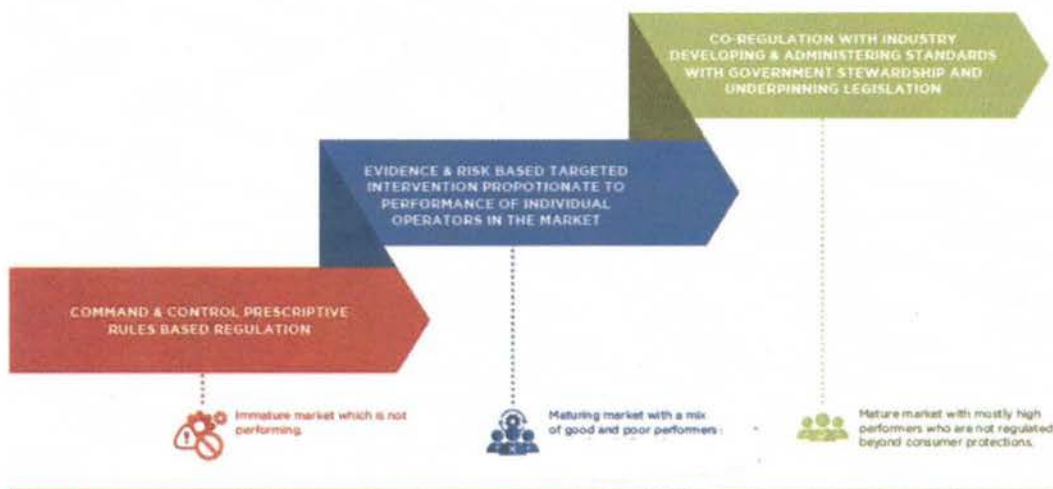 CO-REGULATION WITH INDUSTRY
DEVELOPING & ADMINISTERING STANDARDS
WITH GOVERNMENT STEWARDSHIP AND
UNDERPINNING LEGISLATION
EVIDENCE & RISK BASED TARGETED
INTERVENTION PROPOTIONATE TO
PERFORMANCE OF INDIVIDUAL
OPERATORS IN THE MARKET
COMMAND & CONTROL PRESCRIPTIVE
RULES BASED REGULATION
Immature market which is not
performing.
Maturing market with a mix
of good and poor performers
Mature market with mostly high
performers who are not regulated
beyond consumer protections.